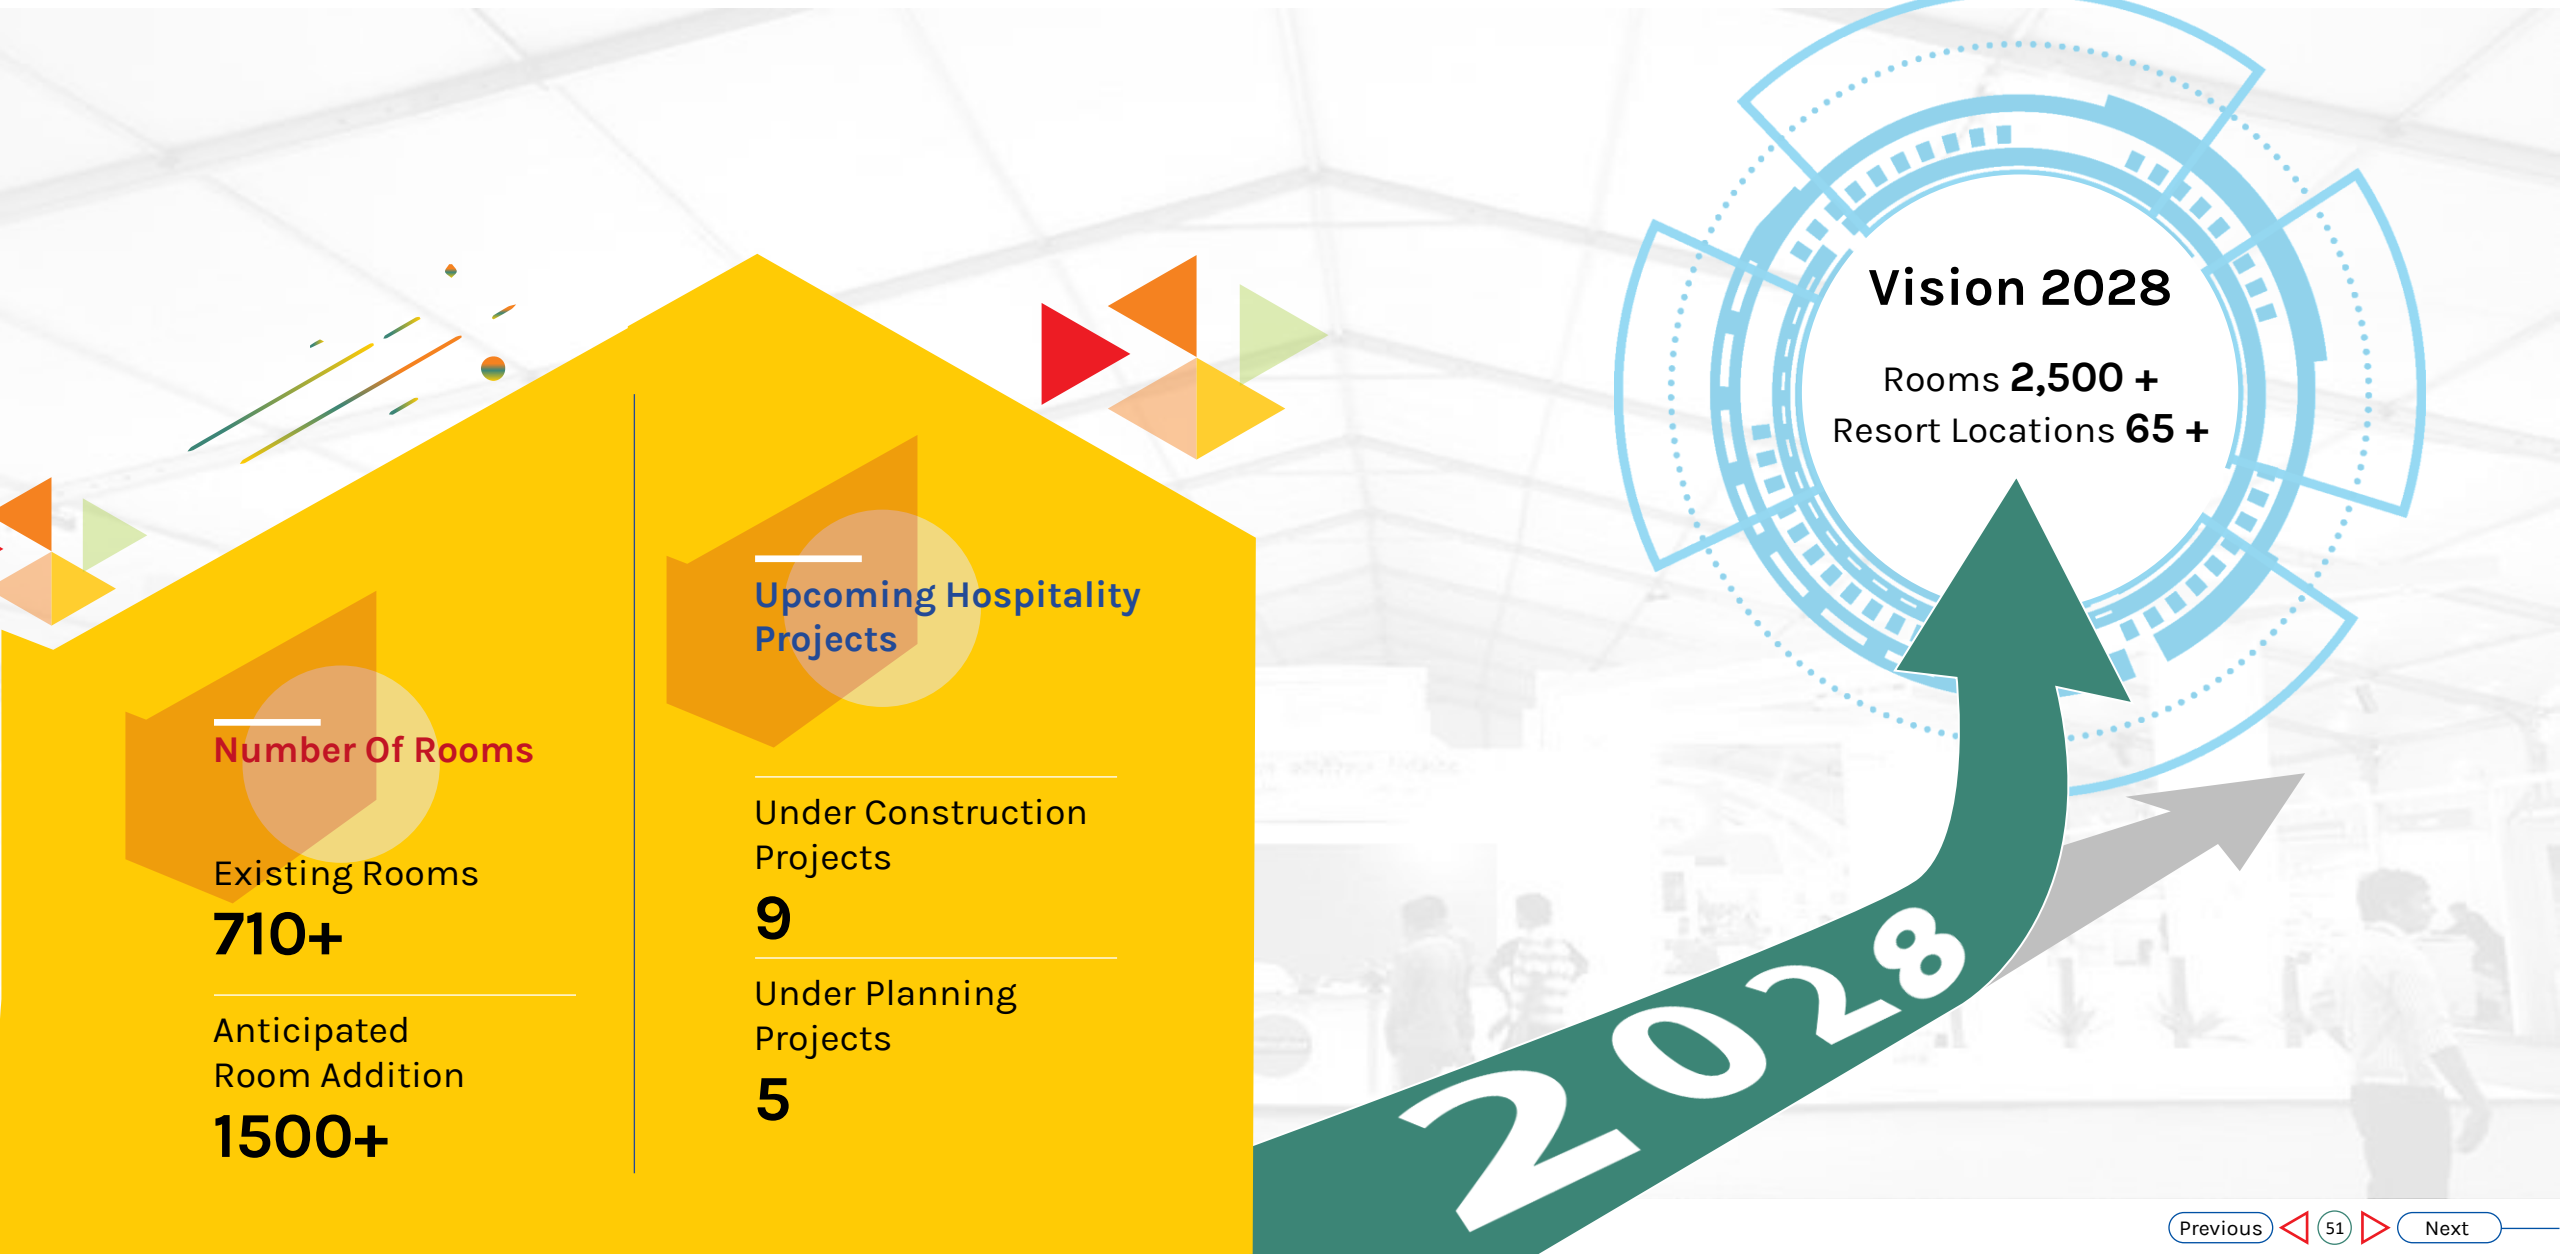 Number Of Rooms
Existing Rooms
710+
Anticipated
Room Addition
1500+
Upcoming Hospitality
Projects
Under Construction
Projects
9
Under Planning
Projects
5
Vision 2028
Rooms 2,500 +
Resort Locations 65 +
2028
Previous 51 Next